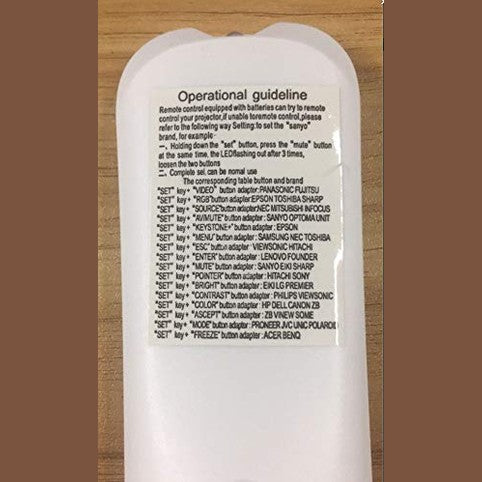 Operational guideline
Remote control equipped with batteries can try to remote
control your projector,if unable toremote control,please
refer to the following way Setting:to set the "sanyo"
brand, for example
一. Holding down the "set" button, press the "mute" button
at the same time, the LEDflashing out after 3 times,
loosen the two buttons
二. Complete sel, can be nomal use
The corresponding table button and brand
"SET" key+ "VIDEO" button adapter: PANASONIC FUJITSU
"SET" key+ "RGB"button adapter:EPSON TOSHIBA SHARP
"SET" key+ "SOURCE"button adapter:NEC MITSUBISHI INFOCUS
"SET" key+ "AV/MUTE" button adapter: SANYO OPTOMA UNIT
"SET" key+ "KEYSTONE+" button adapter: EPSON
"SET" key+ "MENU" button adapter: SAMSUNG NEC TOSHIBA
"SET" key+ "ESC" button adapter: VIEWSONIC HITACHI
"SET" key+ "ENTER" button adapter: LENOVO FOUNDER
"SET" key+ "MUTE" button adapter: SANYO EIKI SHARP
"SET" key+ "POINTER" button adapter: HITACHI SONY
"SET" key+ "BRIGHT" button adapter: EIKI LG PREMIER
"SET" key+ "CONTRAST" button adapter: PHILIPS VIEWSONIC
"SET" key+ "COLOR" button adapter: HP DELL CANON ZB
"SET" key+ "ASCEPT" button adapter: ZB VINEW SOME
"SET" key+ "MODE" button adapter: PRONEER JVC UNIC POLAROID
"SET" key+ "FREEZE" button adapter: ACER BENQ